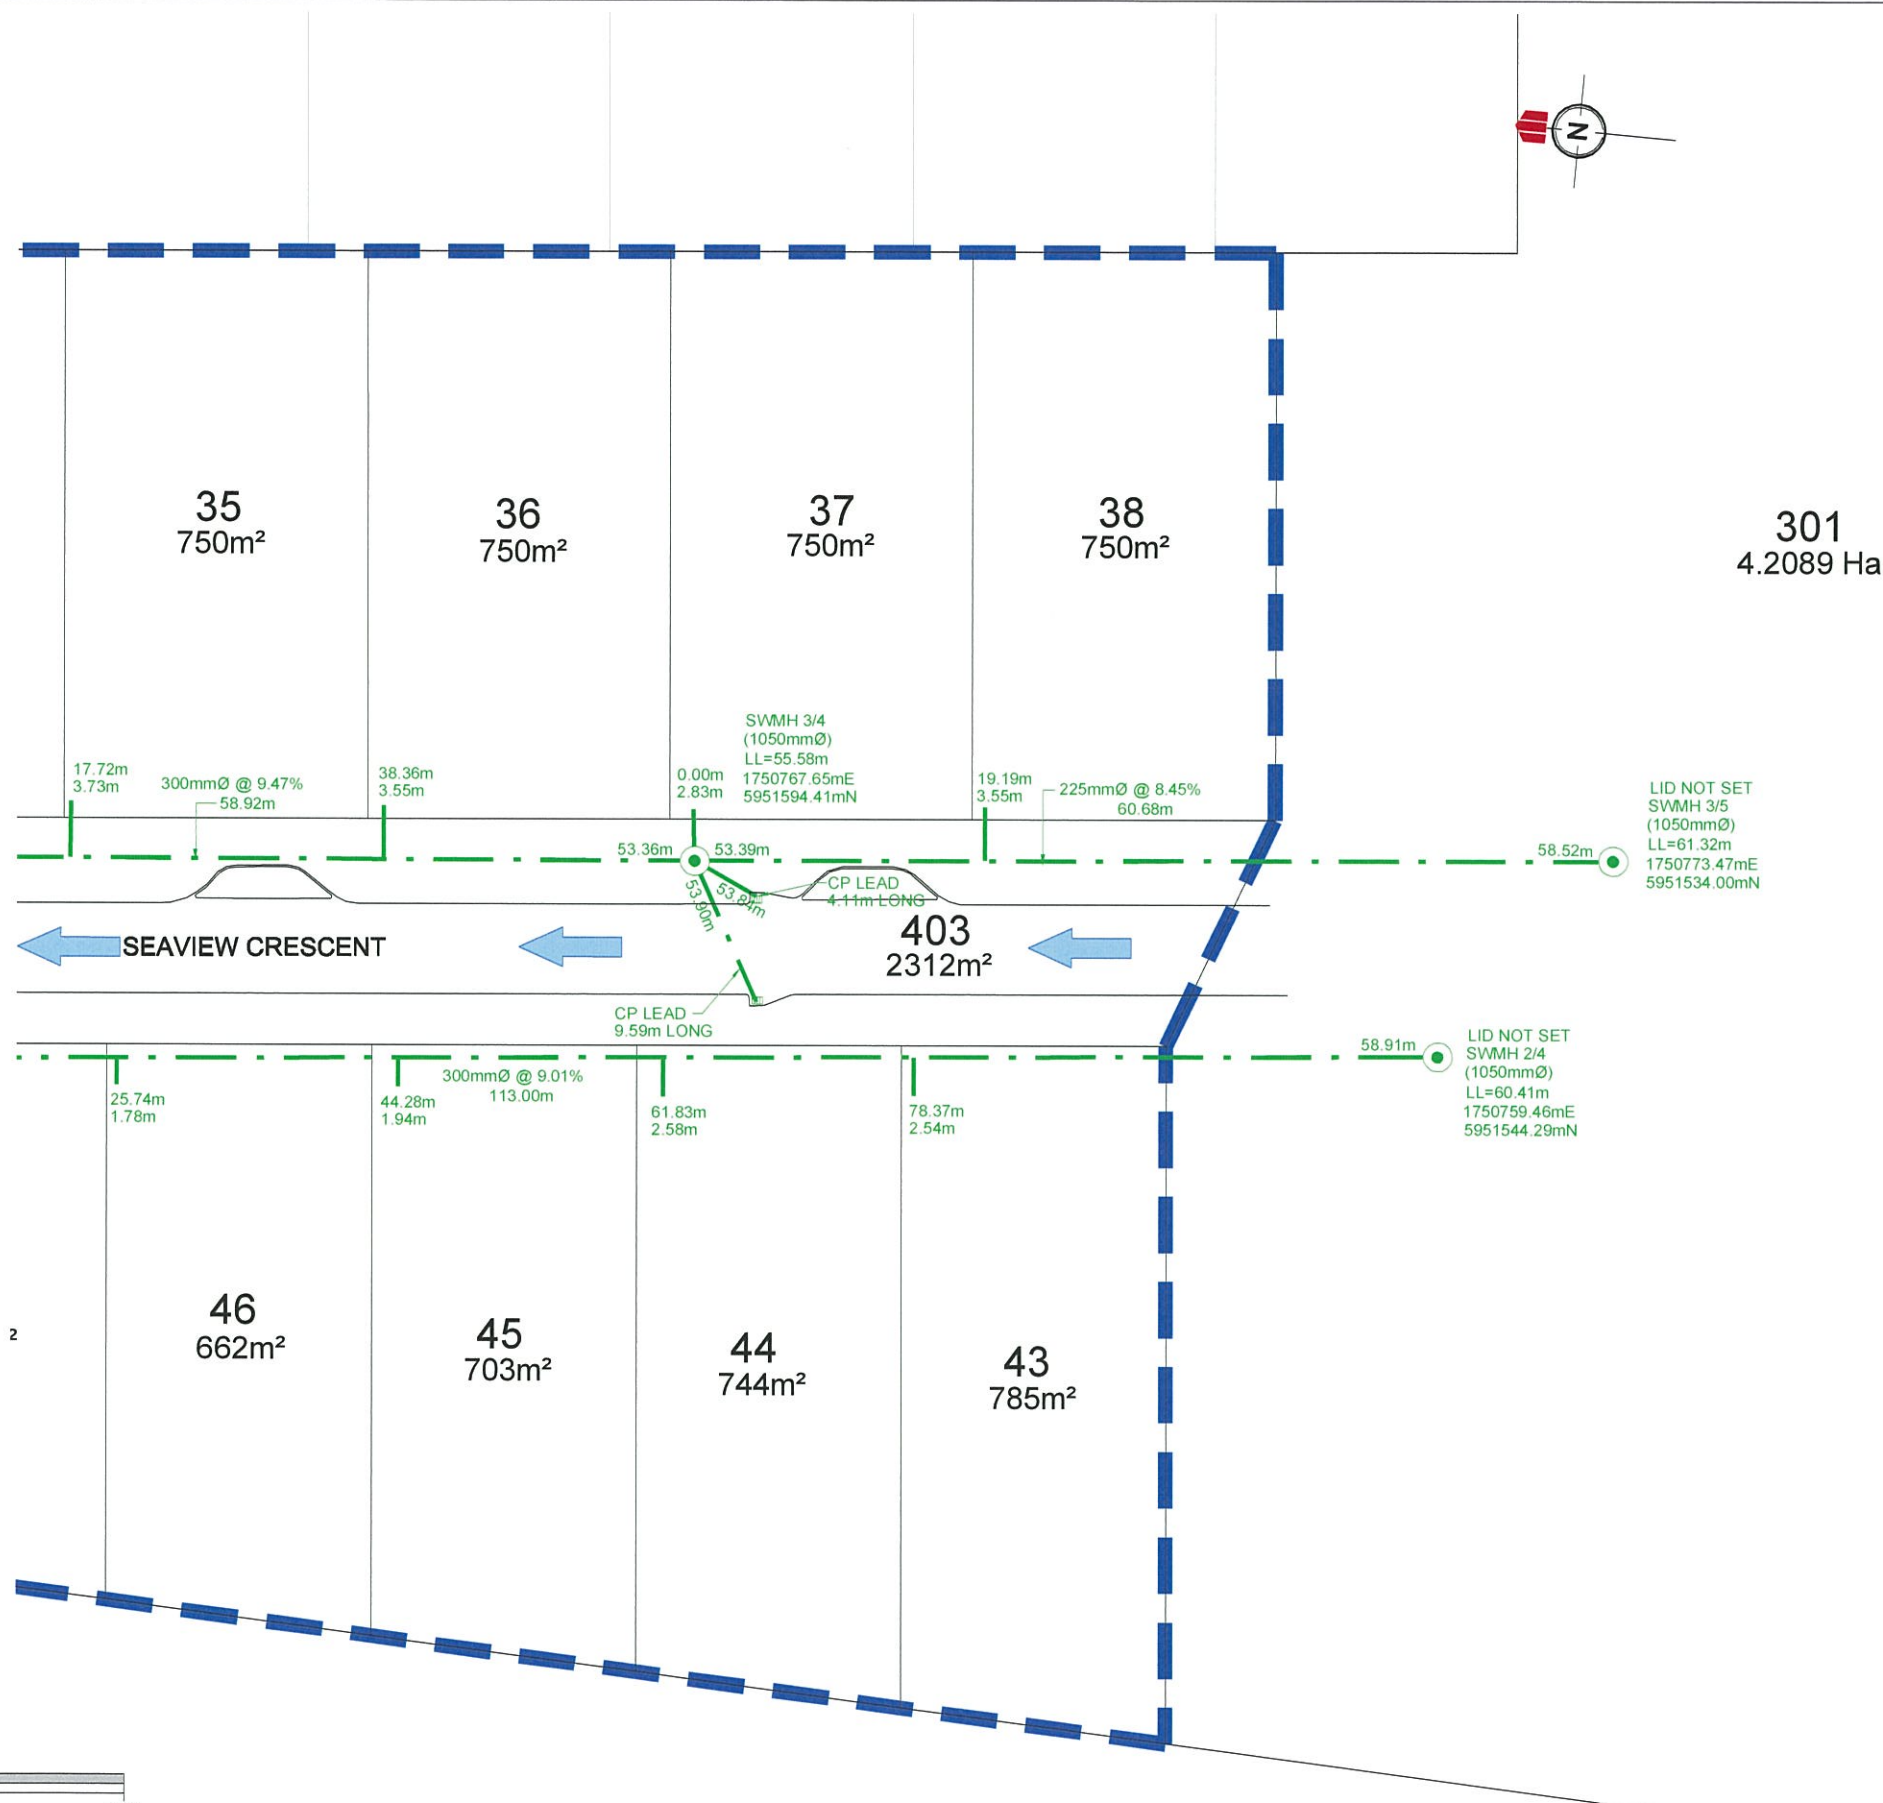 N
35
750m²
36
750m²
37
750m²
38
750m²
301
4.2089 Ha
17.72m
3.73m
300mmØ @ 9.47%
58.92m
38.36m
3.55m
0.00m
2.83m
SWMH 3/4
(1050mmØ)
LL=55.58m
1750767.65mE
5951594.41mN
19.19m
3.55m
225mmØ @ 8.45%
60.68m
LID NOT SET
SWMH 3/5
(1050mmØ)
LL=61.32m
1750773.47mE
5951534.00mN
53.36m
53.39m
58.52m
53.90m
53.84m
CP LEAD
4.11m LONG
SEAVIEW CRESCENT
403
2312m²
CP LEAD
9.59m LONG
58.91m
LID NOT SET
SWMH 2/4
(1050mmØ)
LL=60.41m
1750759.46mE
5951544.29mN
25.74m
1.78m
44.28m
1.94m
300mmØ @ 9.01%
113.00m
61.83m
2.58m
78.37m
2.54m
2
46
662m²
45
703m²
44
744m²
43
785m²